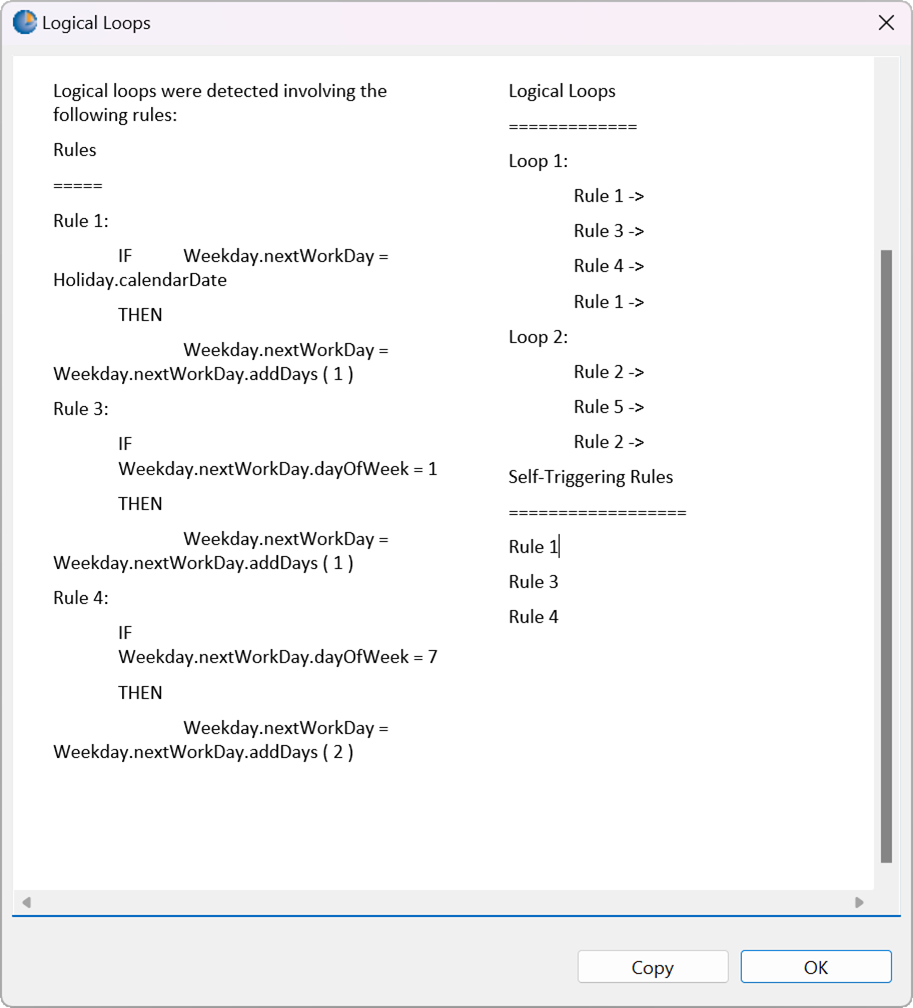 Logical Loops
Logical loops were detected involving the
following rules:
Rules
=====
Rule 1:
IF Weekday.nextWorkDay =
Holiday.calendarDate
THEN
Weekday.nextWorkDay =
Weekday.nextWorkDay.addDays ( 1 )
Rule 3:
IF
Weekday.nextWorkDay.dayOfWeek = 1
THEN
Weekday.nextWorkDay =
Weekday.nextWorkDay.addDays ( 1 )
Rule 4:
IF
Weekday.nextWorkDay.dayOfWeek = 7
THEN
Weekday.nextWorkDay =
Weekday.nextWorkDay.addDays ( 2 )
Logical Loops
=============
Loop 1:
Rule 1 ->
Rule 3 ->
Rule 4 ->
Rule 1 ->
Loop 2:
Rule 2 ->
Rule 5 ->
Rule 2 ->
Self-Triggering Rules
==================
Rule 1
Rule 3
Rule 4
Copy
OK